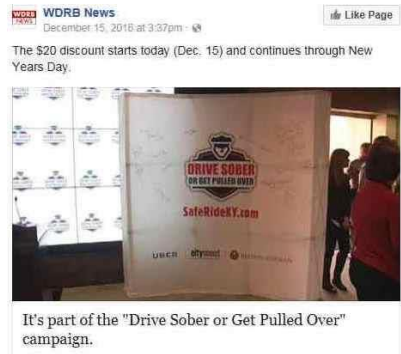 WDRB News
Like Page
December 15, 2016 at 3:37pm ·
The $20 discount starts today (Dec. 15) and continues through New
Years Day.
DRIVE SOBER
OR GET PULLED OVER
SafeRideKY.com
UBER
It's part of the "Drive Sober or Get Pulled Over"
campaign.